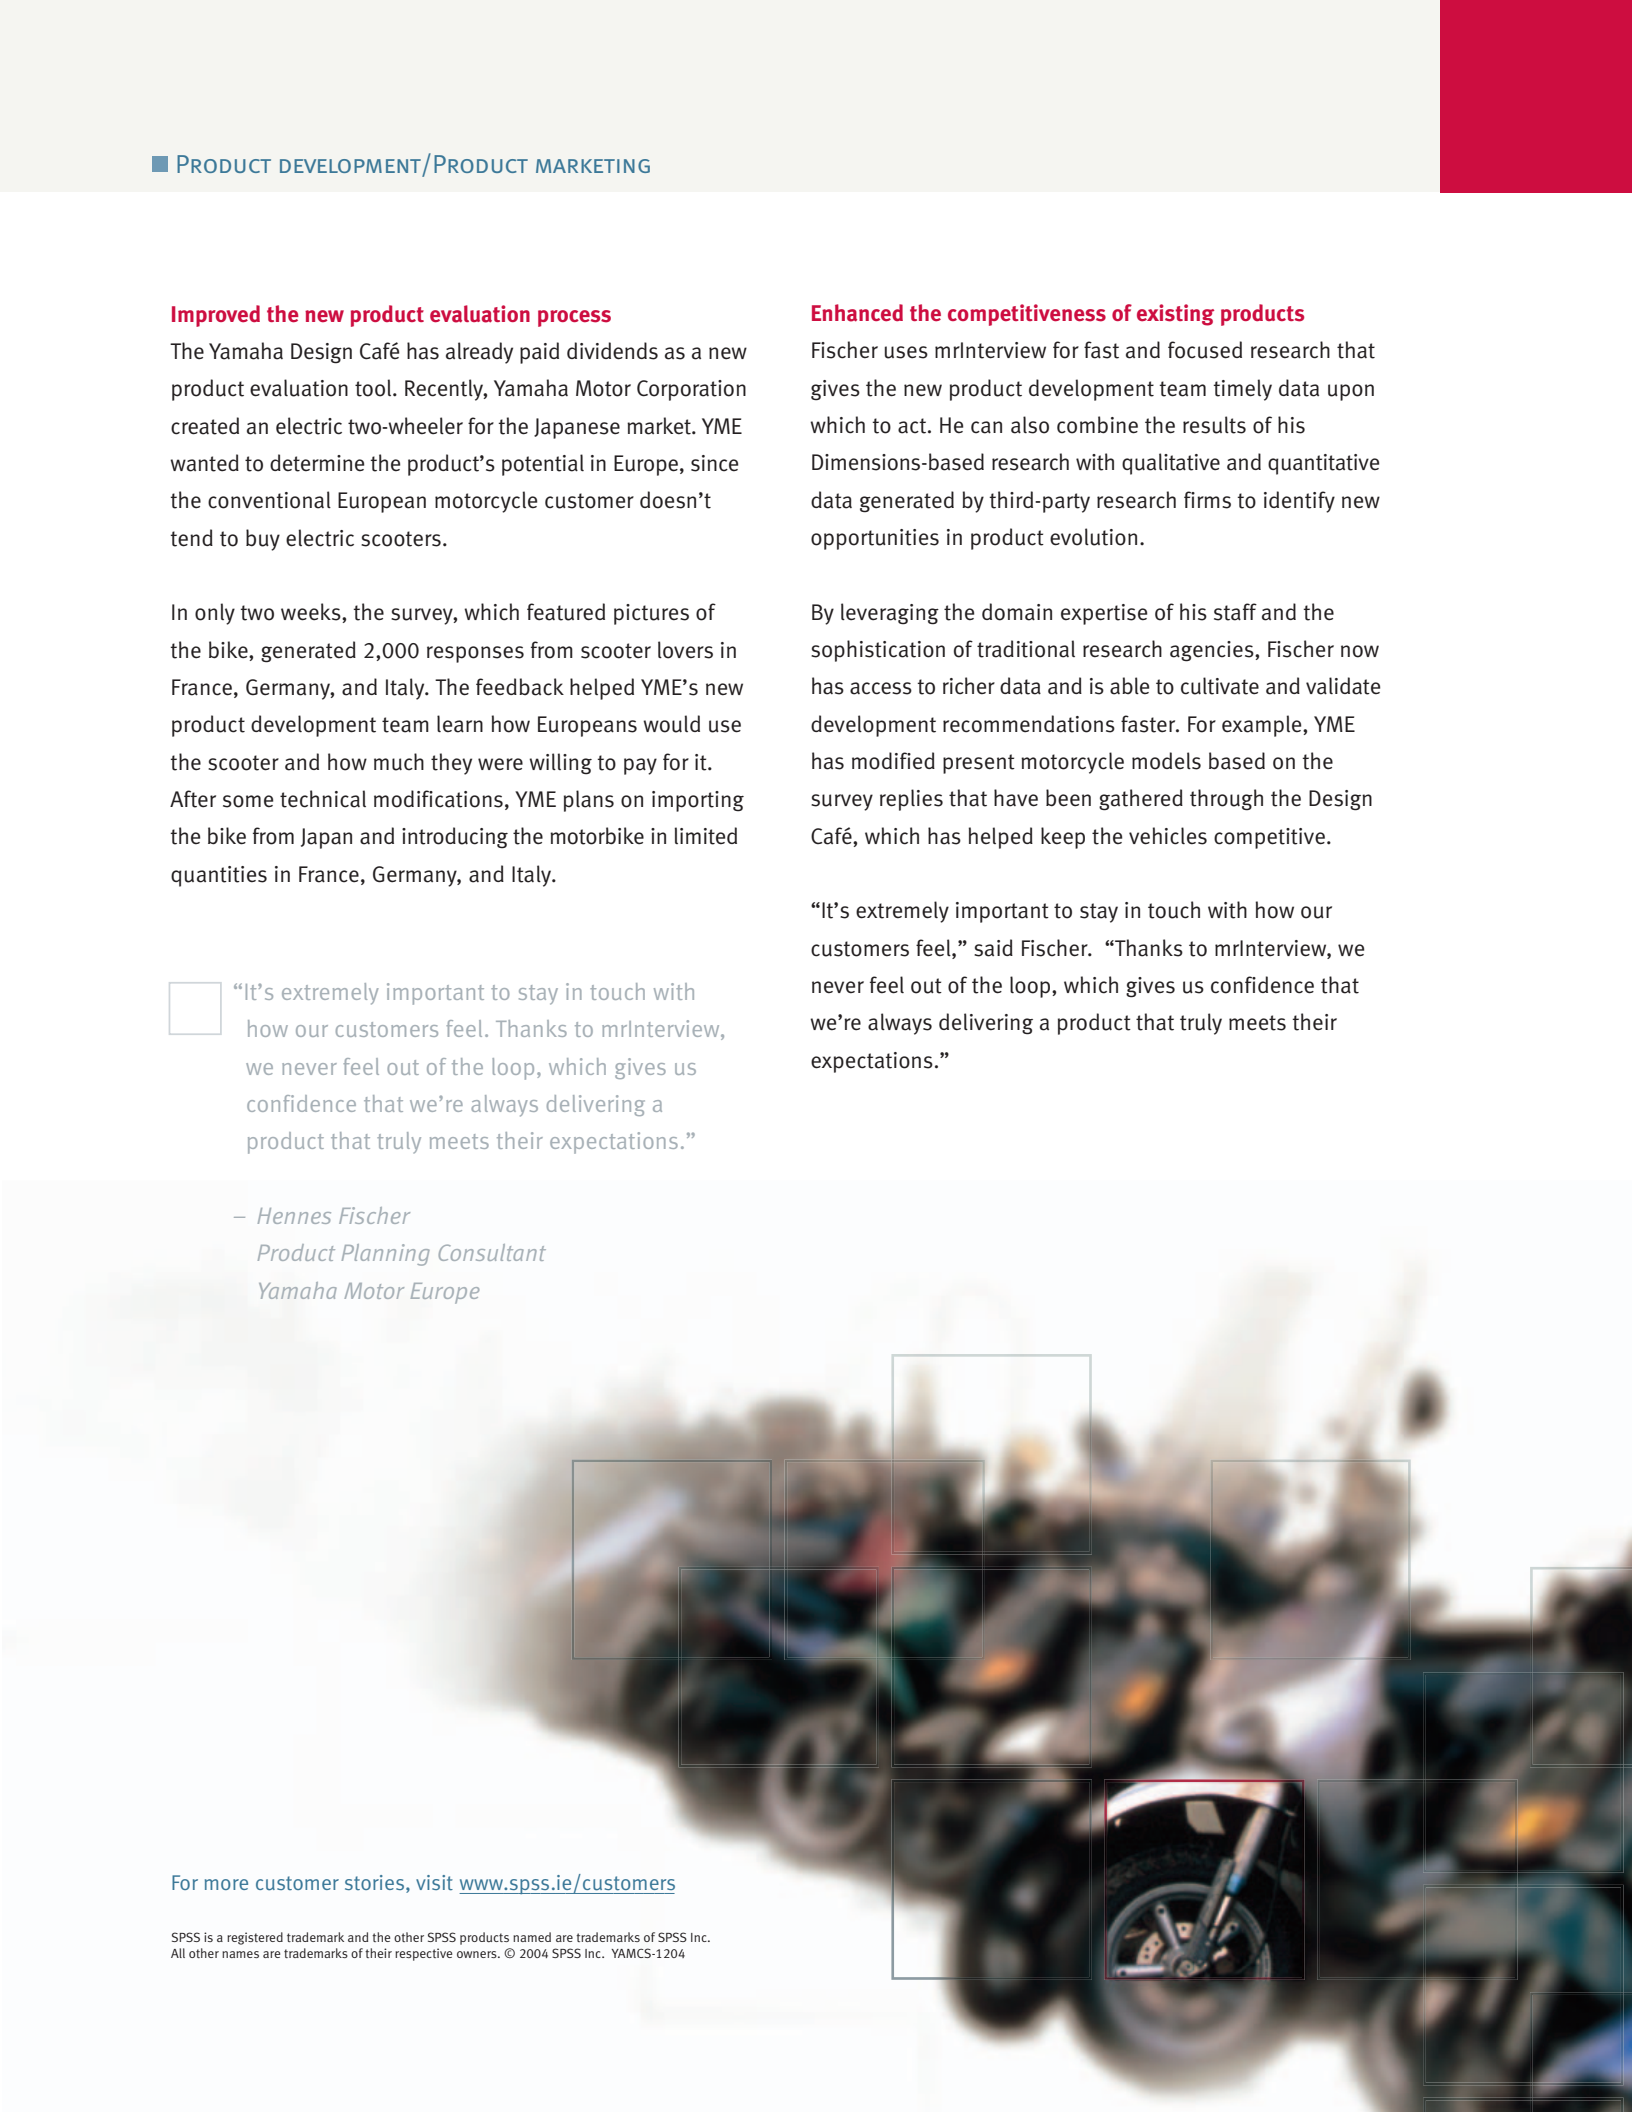 Product development/Product marketing
Improved the new product evaluation process
The Yamaha Design Café has already paid dividends as a new
product evaluation tool. Recently, Yamaha Motor Corporation
created an electric two-wheeler for the Japanese market. YME
wanted to determine the product’s potential in Europe, since
the conventional European motorcycle customer doesn’t
tend to buy electric scooters.
In only two weeks, the survey, which featured pictures of
the bike, generated 2,000 responses from scooter lovers in
France, Germany, and Italy. The feedback helped YME’s new
product development team learn how Europeans would use
the scooter and how much they were willing to pay for it.
After some technical modifications, YME plans on importing
the bike from Japan and introducing the motorbike in limited
quantities in France, Germany, and Italy.
“It’s extremely important to stay in touch with
how our customers feel. Thanks to mrInterview,
we never feel out of the loop, which gives us
confidence that we’re always delivering a
product that truly meets their expectations.”
– Hennes Fischer
Product Planning Consultant
Yamaha Motor Europe
Enhanced the competitiveness of existing products
Fischer uses mrInterview for fast and focused research that
gives the new product development team timely data upon
which to act. He can also combine the results of his
Dimensions-based research with qualitative and quantitative
data generated by third-party research firms to identify new
opportunities in product evolution.
By leveraging the domain expertise of his staff and the
sophistication of traditional research agencies, Fischer now
has access to richer data and is able to cultivate and validate
development recommendations faster. For example, YME
has modified present motorcycle models based on the
survey replies that have been gathered through the Design
Café, which has helped keep the vehicles competitive.
“It’s extremely important to stay in touch with how our
customers feel,” said Fischer.  “Thanks to mrInterview, we
never feel out of the loop, which gives us confidence that
we’re always delivering a product that truly meets their
expectations.”
For more customer stories, visit www.spss.ie/customers
SPSS is a registered trademark and the other SPSS products named are trademarks of SPSS Inc.
All other names are trademarks of their respective owners. © 2004 SPSS Inc.  YAMCS-1204